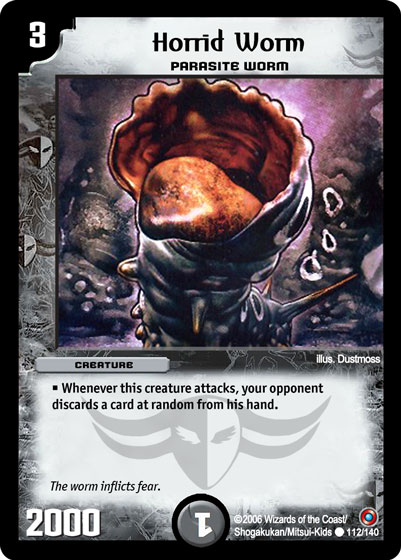 3
Horrid Worm
PARASITE WORM
illus. Dustmoss
CREATURE
▪ Whenever this creature attacks, your opponent
discards a card at random from his hand.
The worm inflicts fear.
2000
1
©2006 Wizards of the Coast/
Shogakukan/Mitsui-Kids ● 112/140